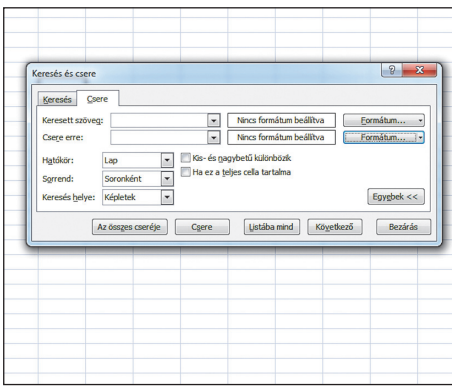 Keresés és csere
Keresés Csere
Keresett szöveg: Nincs formátum beállítva Formátum...
Csere erre: Nincs formátum beállítva Formátum...
Hatókör: Lap Kis- és nagybetű különbözik
Sorrend: Soronként Ha ez a teljes cella tartalma
Keresés helye: Képletek Egyebek <<
Az összes cseréje Csere Listába mind Következő Bezárás